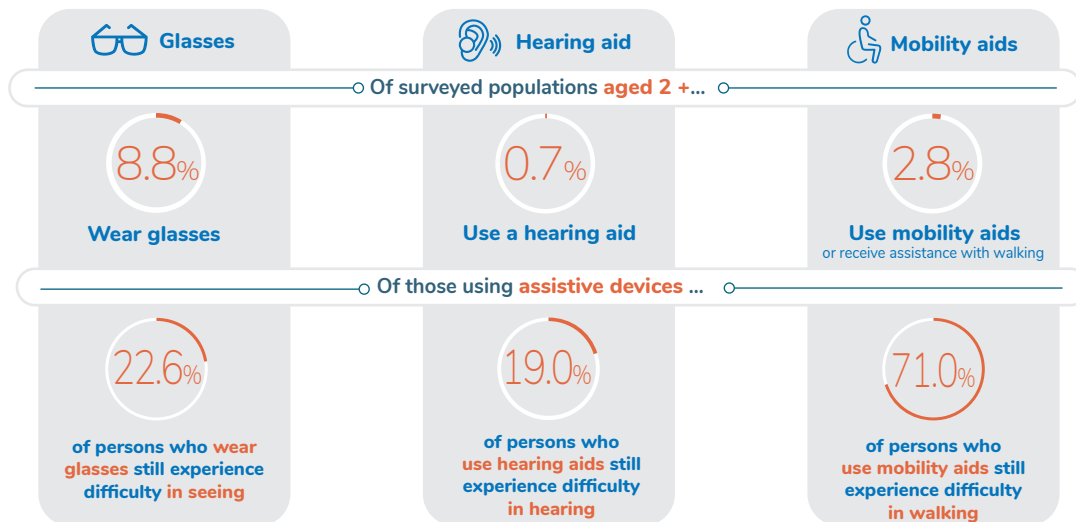 Glasses
Hearing aid
Mobility aids
Of surveyed populations aged 2 +...
8.8%
0.7%
2.8%
Wear glasses
Use a hearing aid
Use mobility aids
or receive assistance with walking
Of those using assistive devices ...
22.6%
19.0%
71.0%
of persons who wear
glasses still experience
difficulty in seeing
of persons who
use hearing aids still
experience difficulty
in hearing
of persons who
use mobility aids still
experience difficulty
in walking